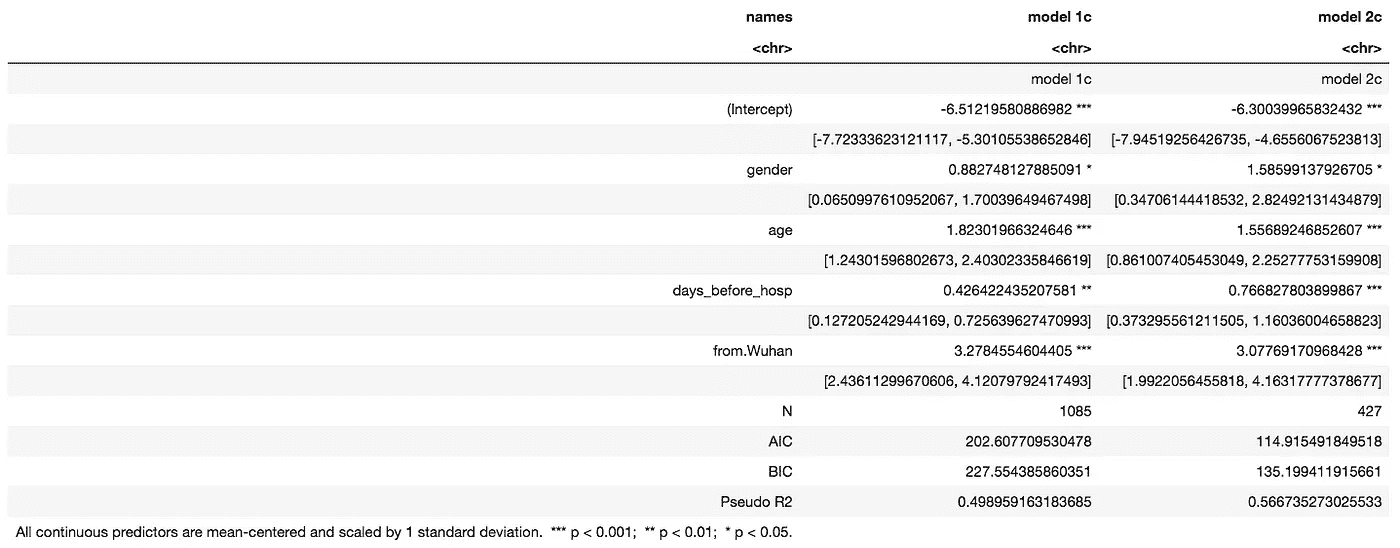 names model 1c model 2c
<chr> <chr> <chr>
model 1c model 2c
(Intercept) -6.51219580886982 *** -6.30039965832432 ***
[-7.72333623121117, -5.30105538652846] [-7.94519256426735, -4.6556067523813]
gender 0.882748127885091 * 1.58599137926705 *
[0.0650997610952067, 1.70039649467498] [0.34706144418532, 2.82492131434879]
age 1.82301966324646 *** 1.55689246852607 ***
[1.24301596802673, 2.40302335846619] [0.861007405453049, 2.25277753159908]
days_before_hosp 0.426422435207581 ** 0.766827803899867 ***
[0.127205242944169, 0.725639627470993] [0.373295561211505, 1.16036004658823]
from.Wuhan 3.2784554604405 *** 3.07769170968428 ***
[2.43611299670606, 4.12079792417493] [1.9922056455818, 4.16317777378677]
N 1085 427
AIC 202.607709530478 114.915491849518
BIC 227.554385860351 135.199411915661
Pseudo R2 0.498959163183685 0.566735273025533
All continuous predictors are mean-centered and scaled by 1 standard deviation. *** p < 0.001; ** p < 0.01; * p < 0.05.